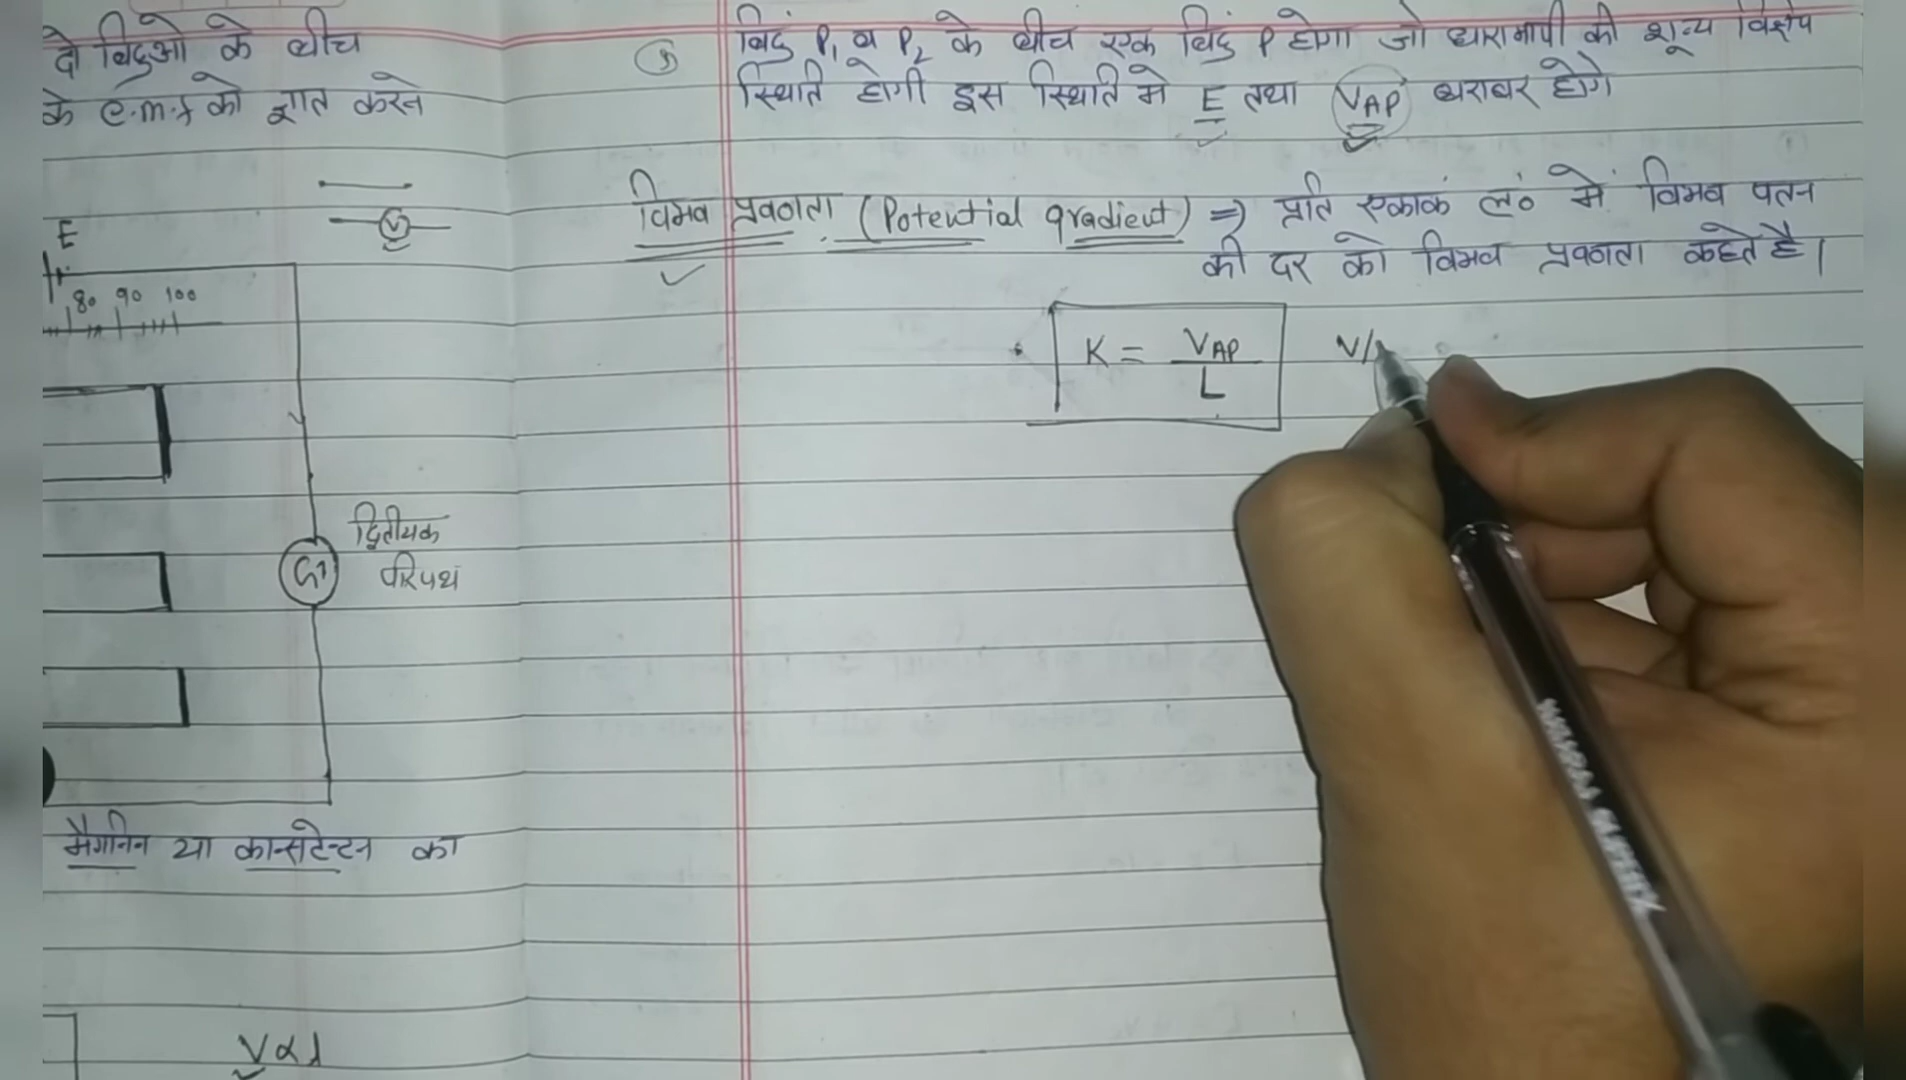 दो बिंदुओ के बीच
के e.m.f को ज्ञात करने
E
80 90 100
द्वितीयक
G
परिपथ
मैगनिन या कान्सटेन्टन का
V α l
बिंदु P₁ व P₂ के बीच एक बिंदु P होगा जो धारामापी की शून्य विक्षेप
स्थिति होगी इस स्थिति मे E तथा VAP बराबर होगे
V
विभव प्रवणता (Potential gradient) ⇒ प्रति एकाकं लं० में विभव पतन
की दर को विभव प्रवणता कहते है।
K = VAP / L V/